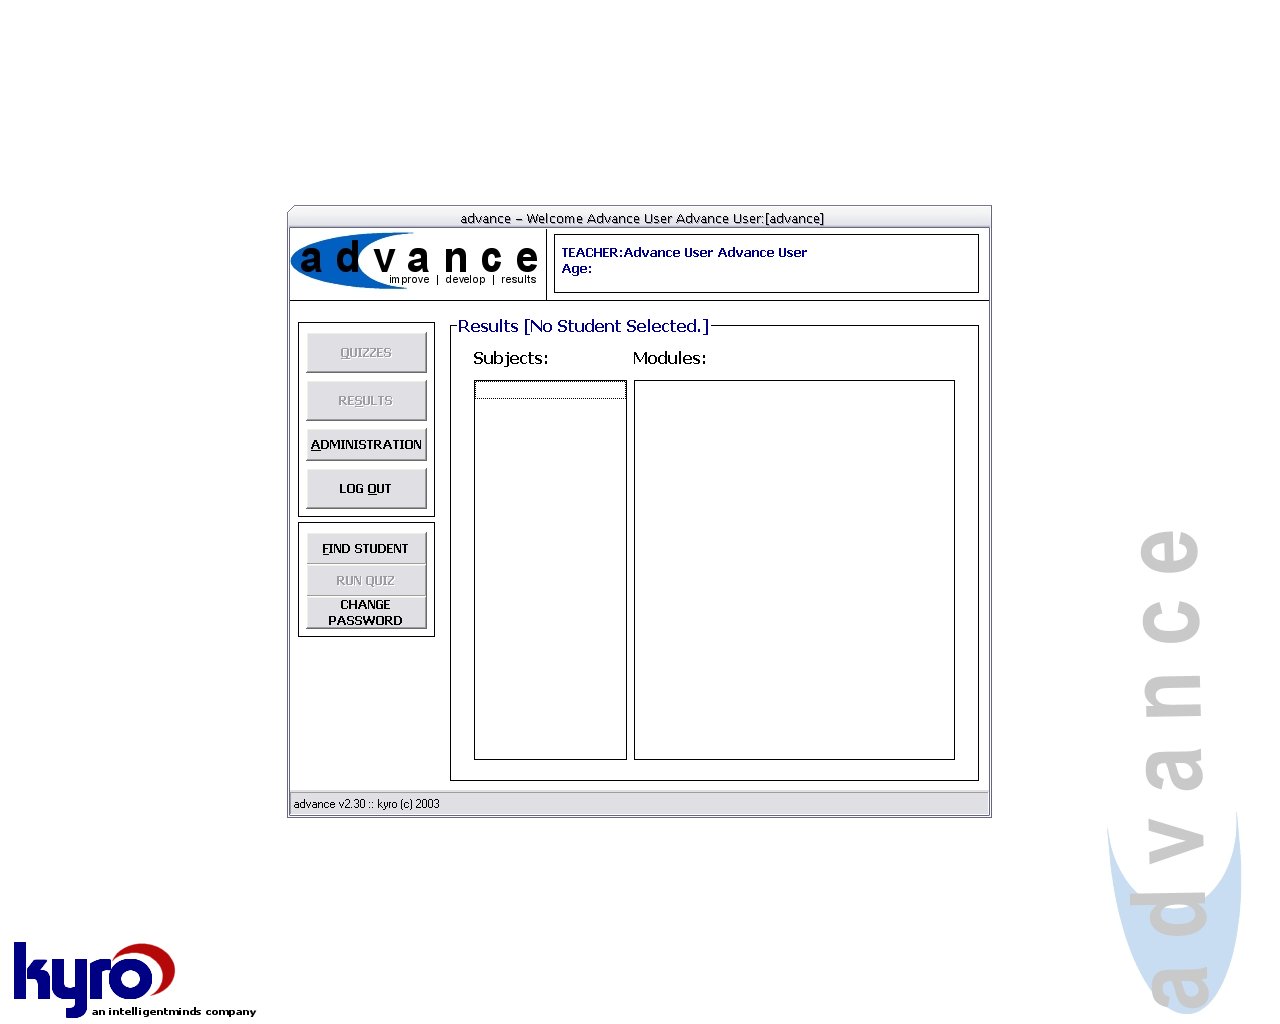 advance – Welcome Advance User Advance User:[advance]
advance
improve | develop | results
TEACHER:Advance User Advance User
Age:
QUIZZES
RESULTS
ADMINISTRATION
LOG OUT
FIND STUDENT
RUN QUIZ
CHANGE
PASSWORD
Results [No Student Selected.]
Subjects:
Modules:
advance v2.30 :: kyro (c) 2003
advance
kyro
an intelligentminds company